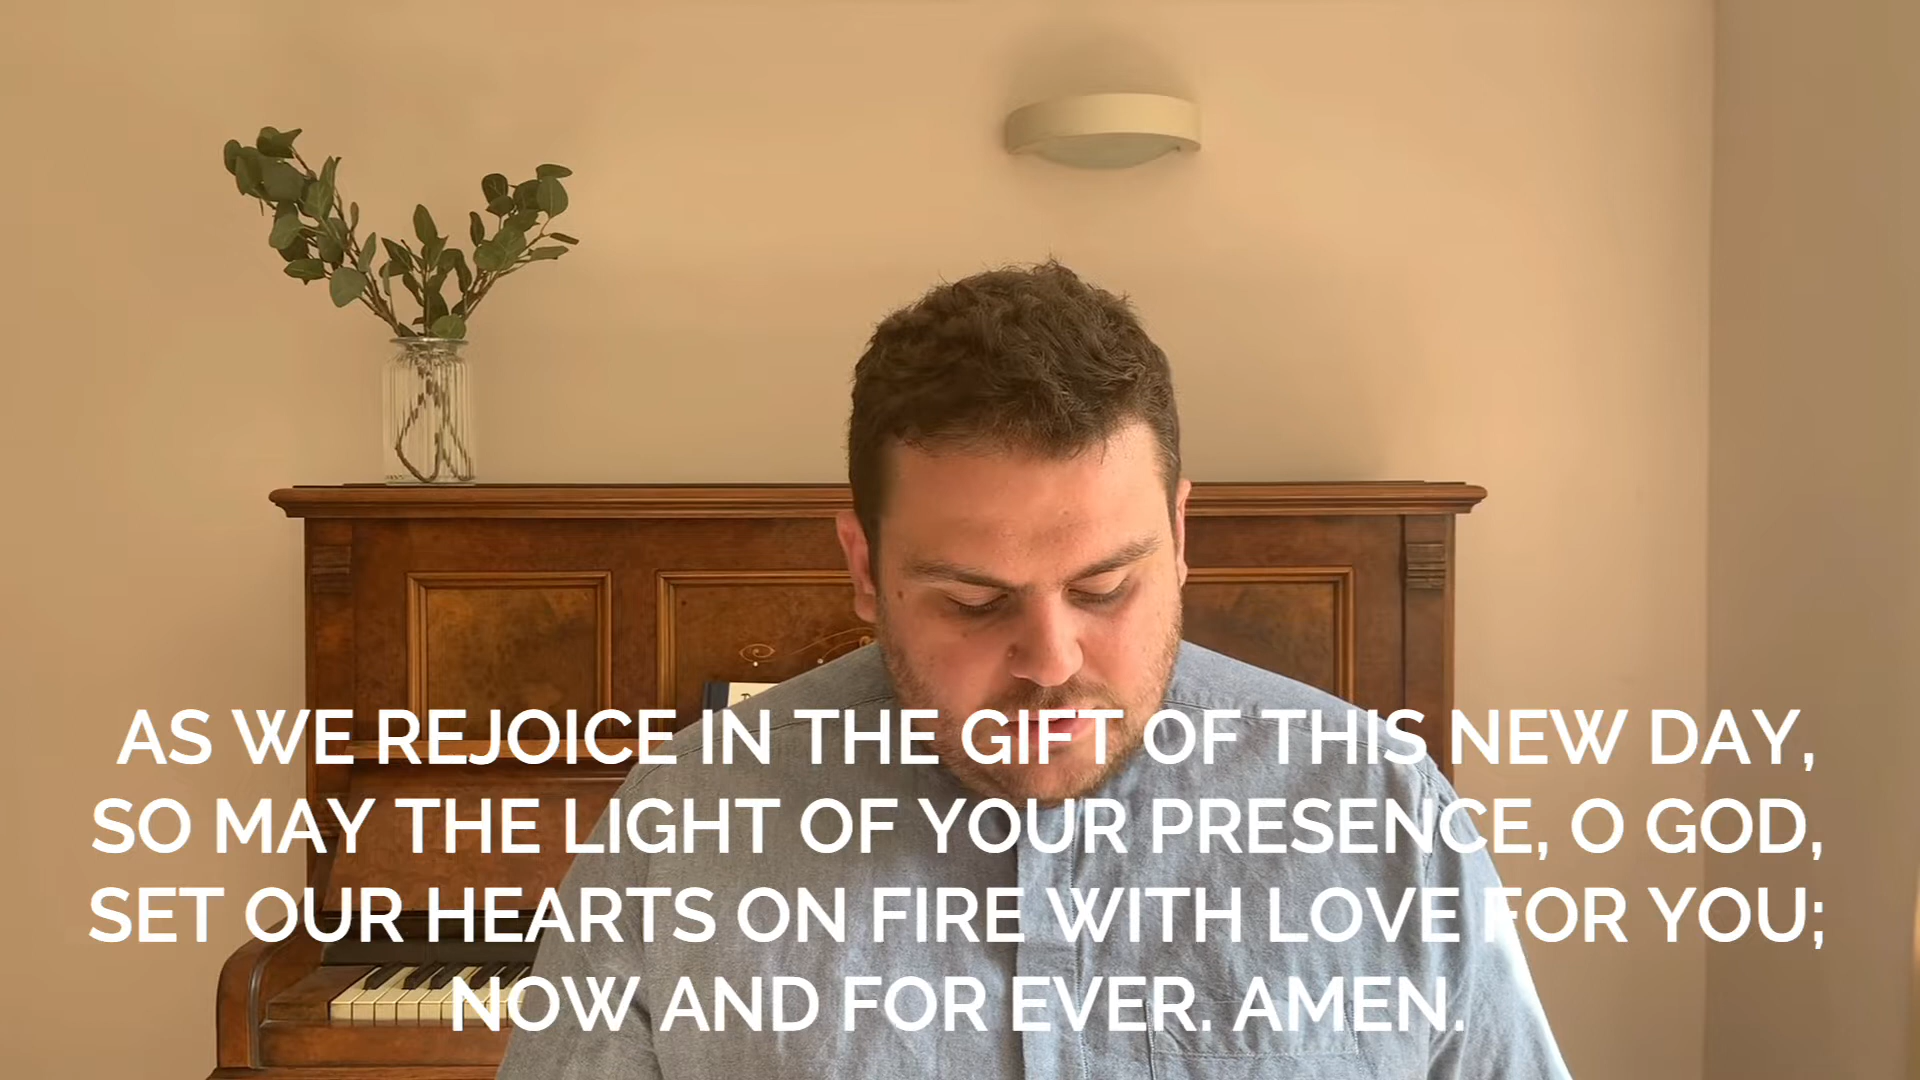 AS WE REJOICE IN THE GIFT OF THIS NEW DAY,
SO MAY THE LIGHT OF YOUR PRESENCE, O GOD,
SET OUR HEARTS ON FIRE WITH LOVE FOR YOU;
NOW AND FOR EVER. AMEN.